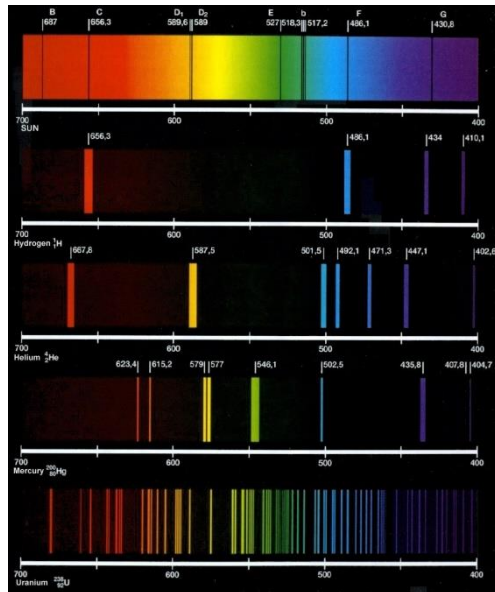 B C D₁ D₂ E b F G
687 656,3 589,6 589 527 518,3 517,2 486,1 430,8
700 600 500 400
SUN
656,3 486,1 434 410,1
700 600 500 400
Hydrogen ¹₁H
667,8 587,5 501,5 492,1 471,3 447,1 402,6
700 600 500 400
Helium ⁴₂He
623,4 615,2 579 577 546,1 502,5 435,8 407,8 404,7
700 600 500 400
Mercury ²⁰⁰₈₀Hg
700 600 500 400
Uranium ²³⁸₉₂U